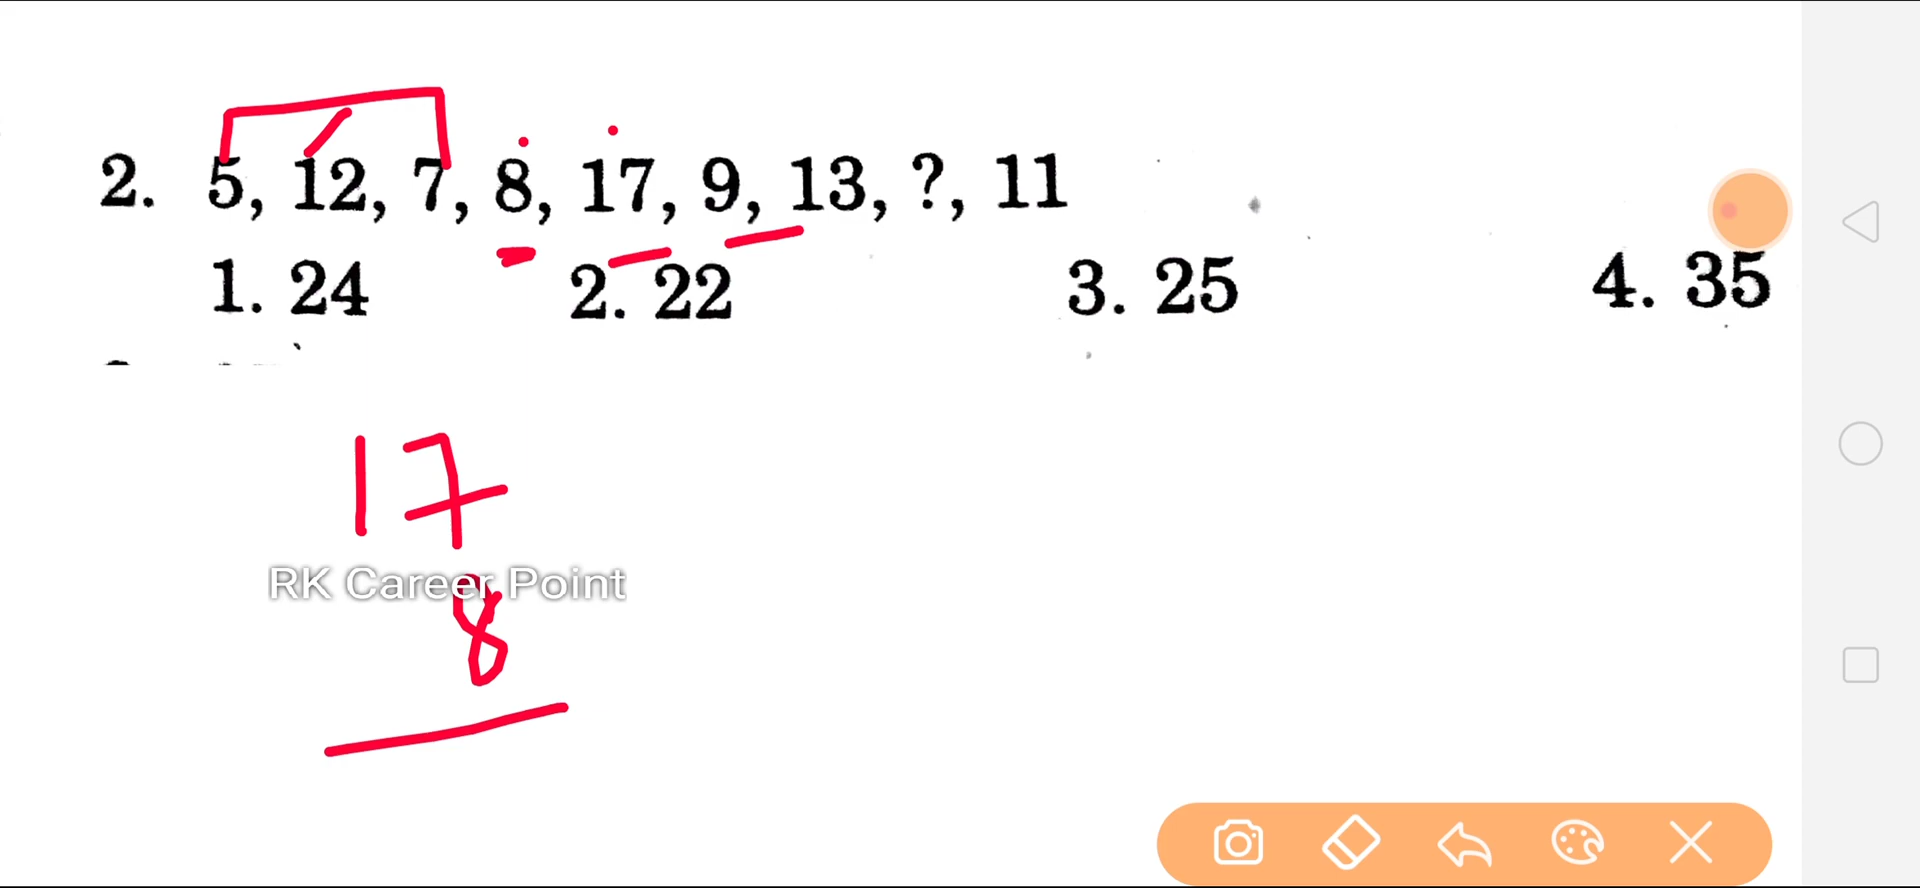 2. 5, 12, 7, 8, 17, 9, 13, ?, 11
1. 24 2. 22 3. 25 4. 35
17
RK Career Point
8